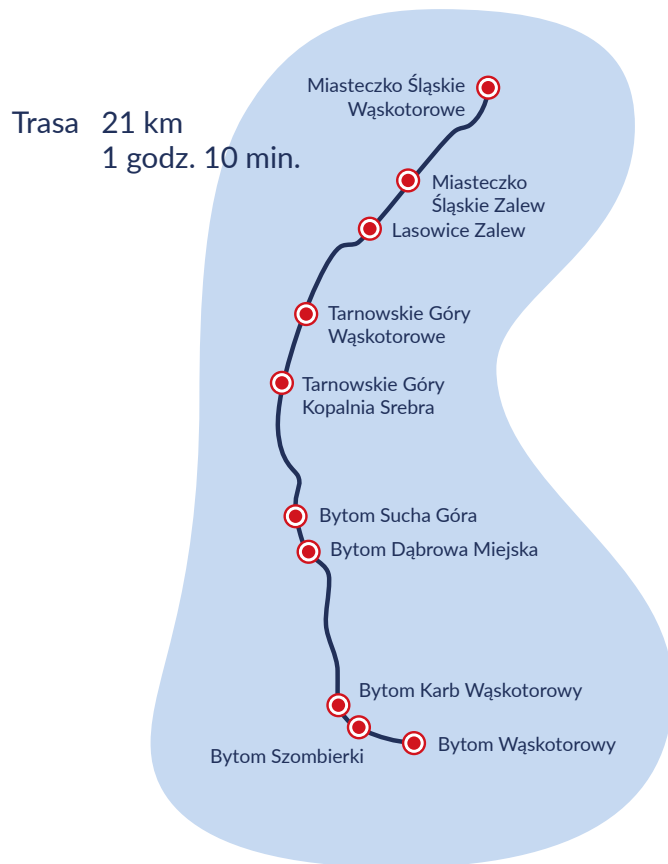 Miasteczko Śląskie
Wąskotorowe
Trasa 21 km
1 godz. 10 min.
Miasteczko
Śląskie Zalew
Lasowice Zalew
Tarnowskie Góry
Wąskotorowe
Tarnowskie Góry
Kopalnia Srebra
Bytom Sucha Góra
Bytom Dąbrowa Miejska
Bytom Karb Wąskotorowy
Bytom Wąskotorowy
Bytom Szombierki